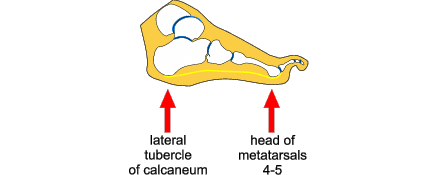 lateral
tubercle
of calcaneum
head of
metatarsals
4-5